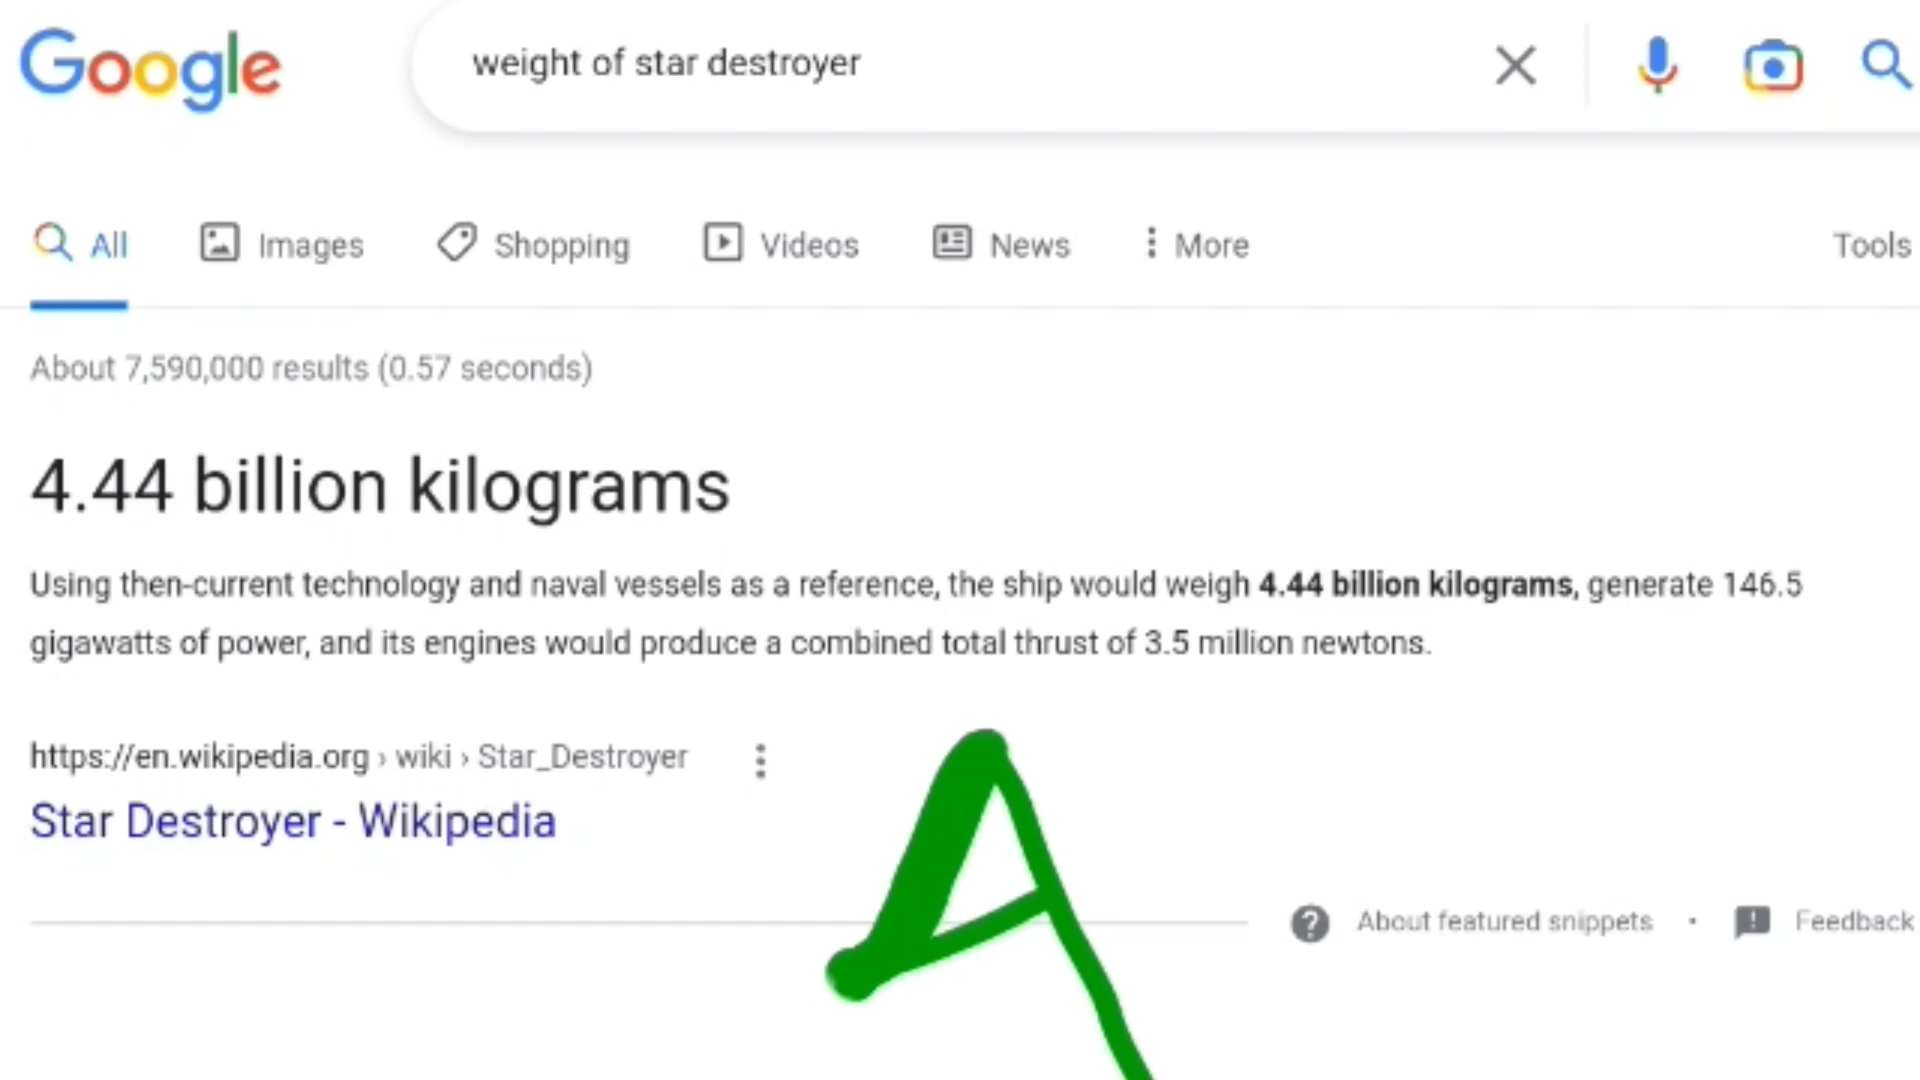 Google
weight of star destroyer
All Images Shopping Videos News More Tools
About 7,590,000 results (0.57 seconds)
4.44 billion kilograms
Using then-current technology and naval vessels as a reference, the ship would weigh 4.44 billion kilograms, generate 146.5
gigawatts of power, and its engines would produce a combined total thrust of 3.5 million newtons.
https://en.wikipedia.org › wiki › Star_Destroyer
Star Destroyer - Wikipedia
About featured snippets • Feedback